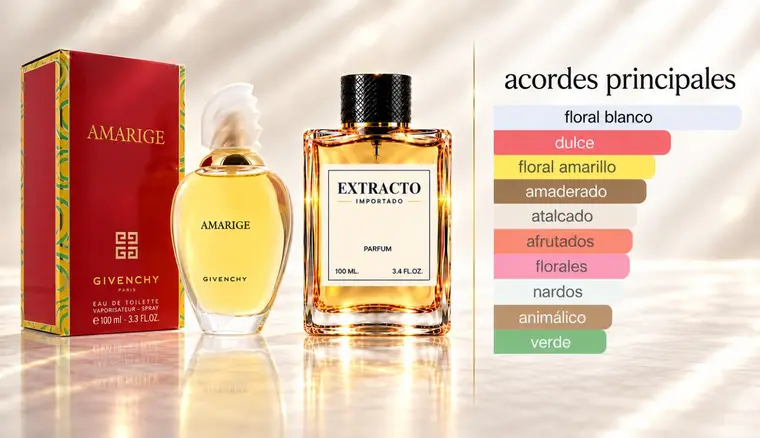 AMARIGE
GIVENCHY
PARIS
EAU DE TOILETTE
VAPORISATEUR - SPRAY
e 100 ml - 3.3 FL.OZ.
AMARIGE
GIVENCHY
EXTRACTO
IMPORTADO
PARFUM
100 ML. 3.4 FL.OZ.
acordes principales
floral blanco
dulce
floral amarillo
amaderado
atalcado
afrutados
florales
nardos
animálico
verde